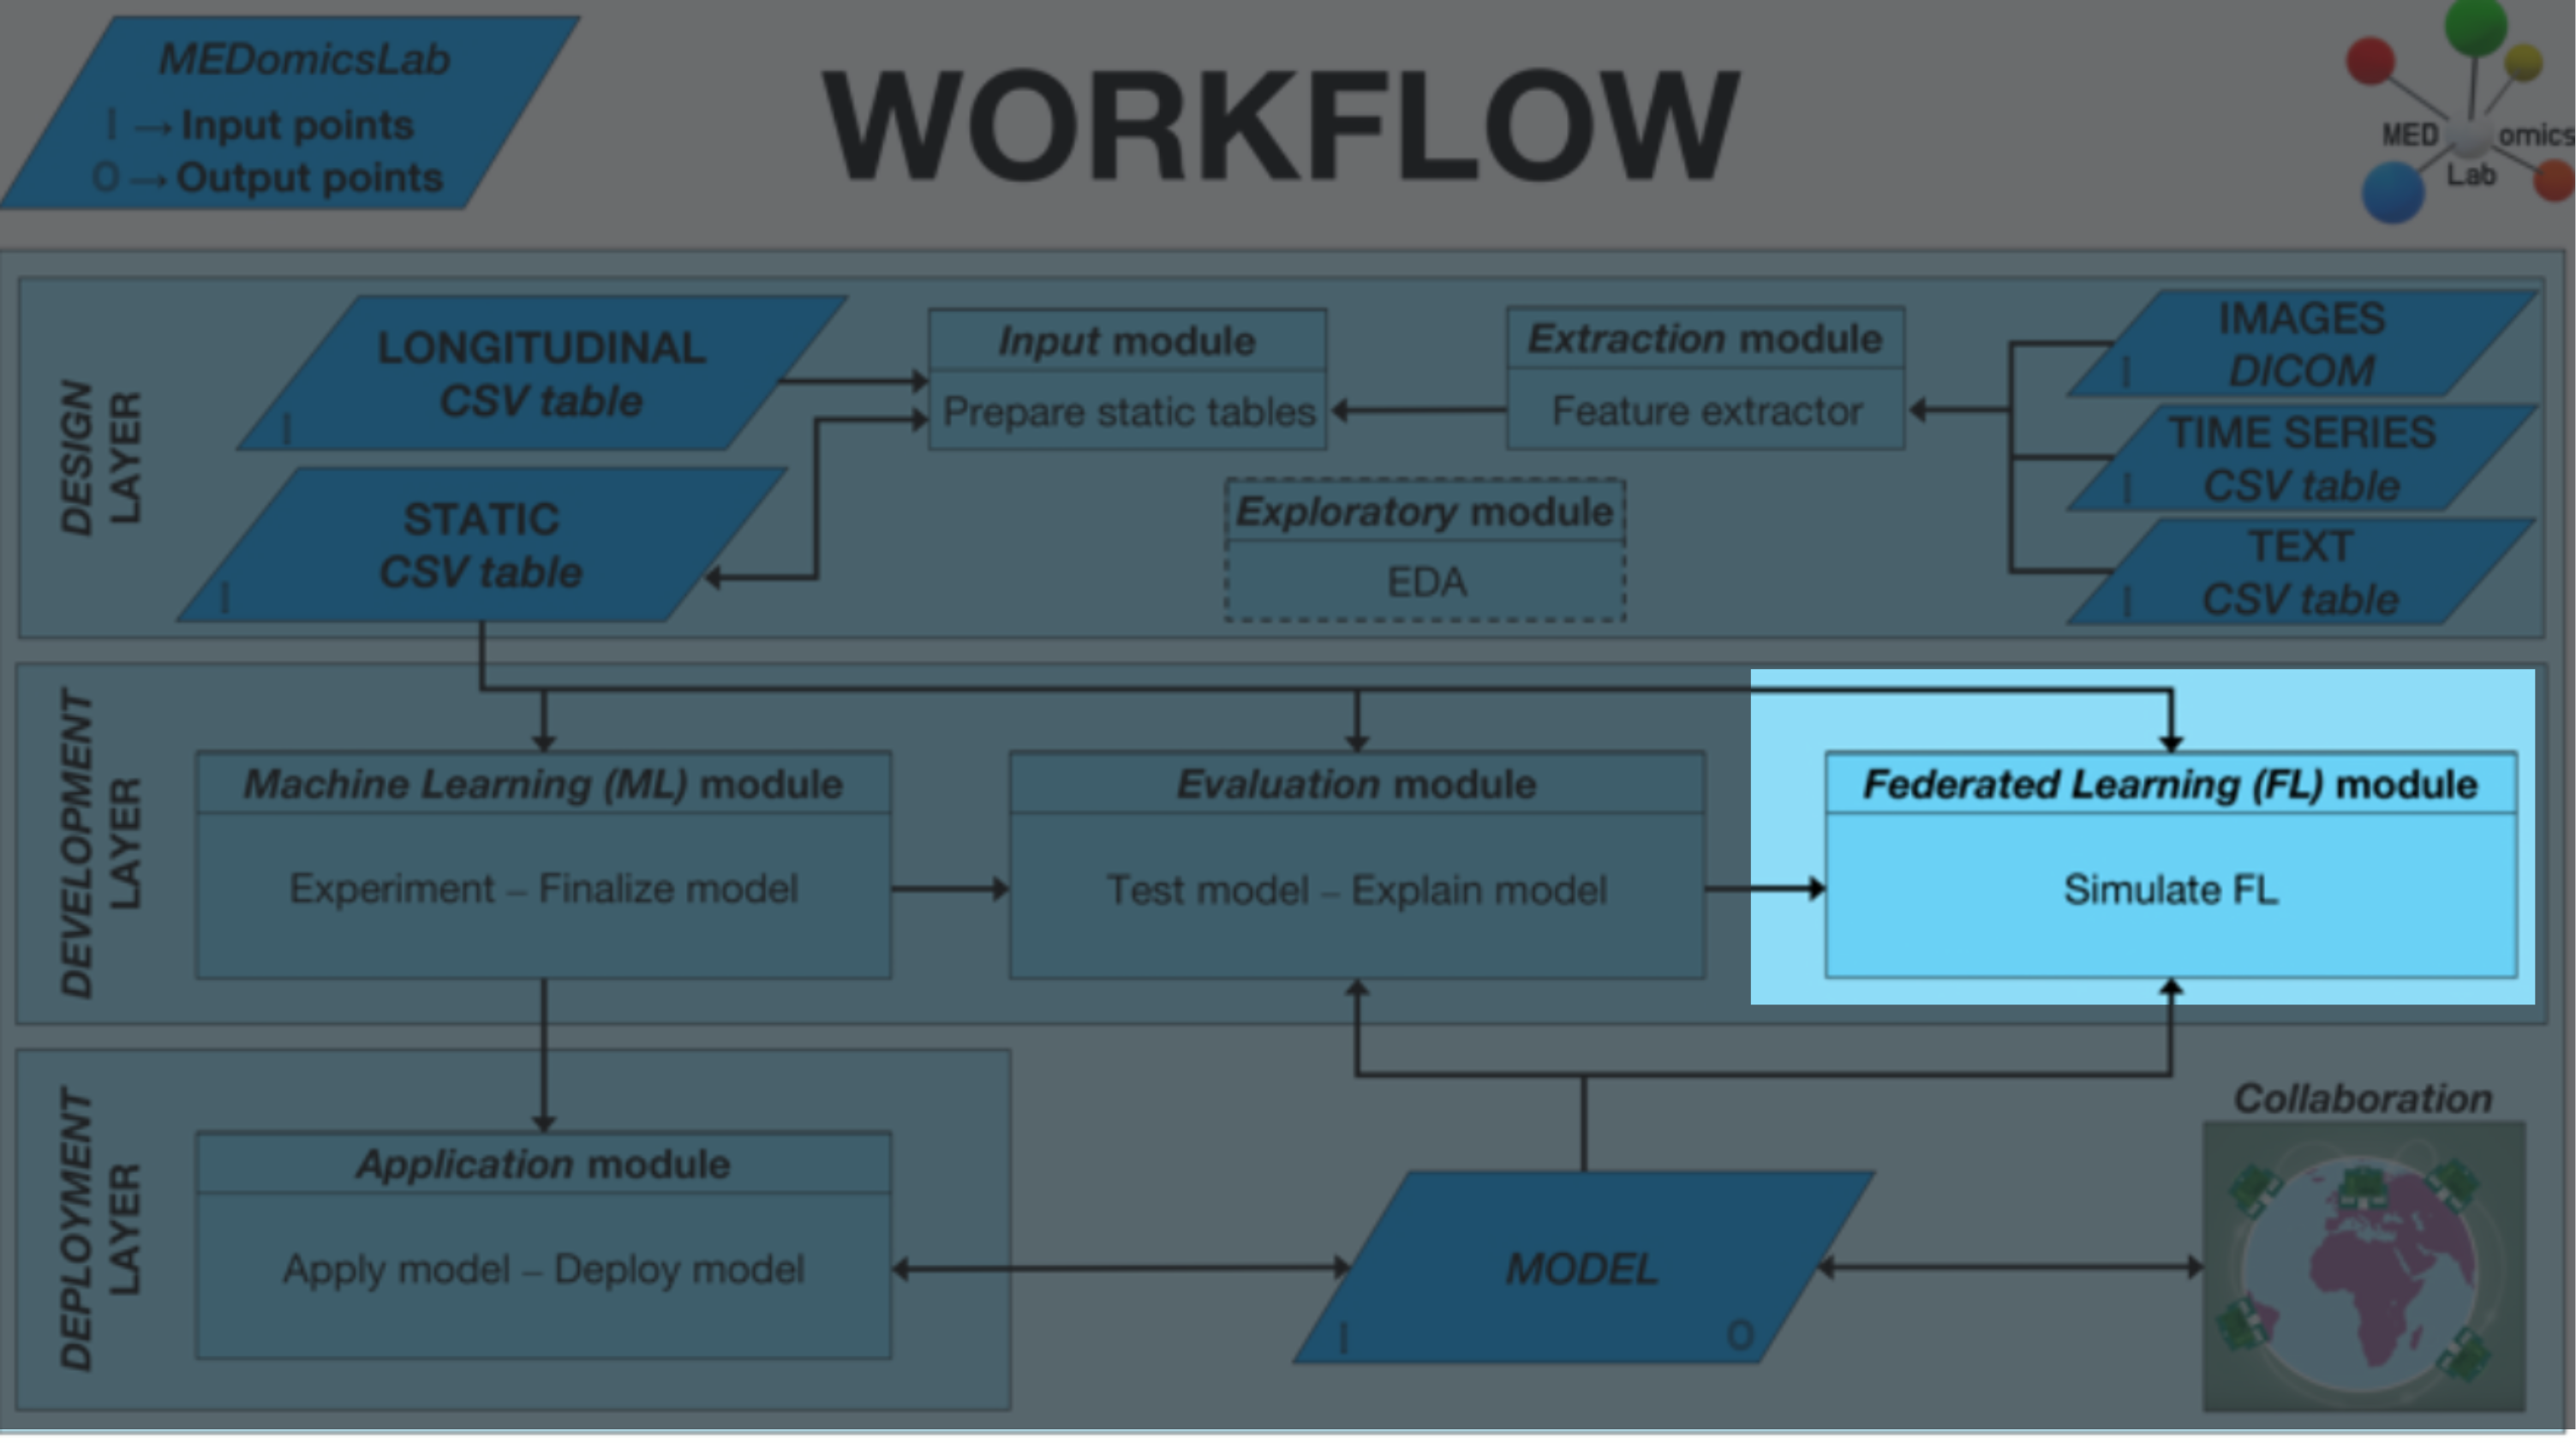 MEDomicsLab
I → Input points
O → Output points
WORKFLOW
MED omics
Lab
DESIGN
LAYER
LONGITUDINAL
CSV table
I
STATIC
CSV table
I
Input module
Prepare static tables
Extraction module
Feature extractor
Exploratory module
EDA
IMAGES
DICOM
I
TIME SERIES
CSV table
I
TEXT
CSV table
I
DEVELOPMENT
LAYER
Machine Learning (ML) module
Experiment – Finalize model
Evaluation module
Test model – Explain model
Federated Learning (FL) module
Simulate FL
DEPLOYMENT
LAYER
Application module
Apply model – Deploy model
MODEL
I
O
Collaboration